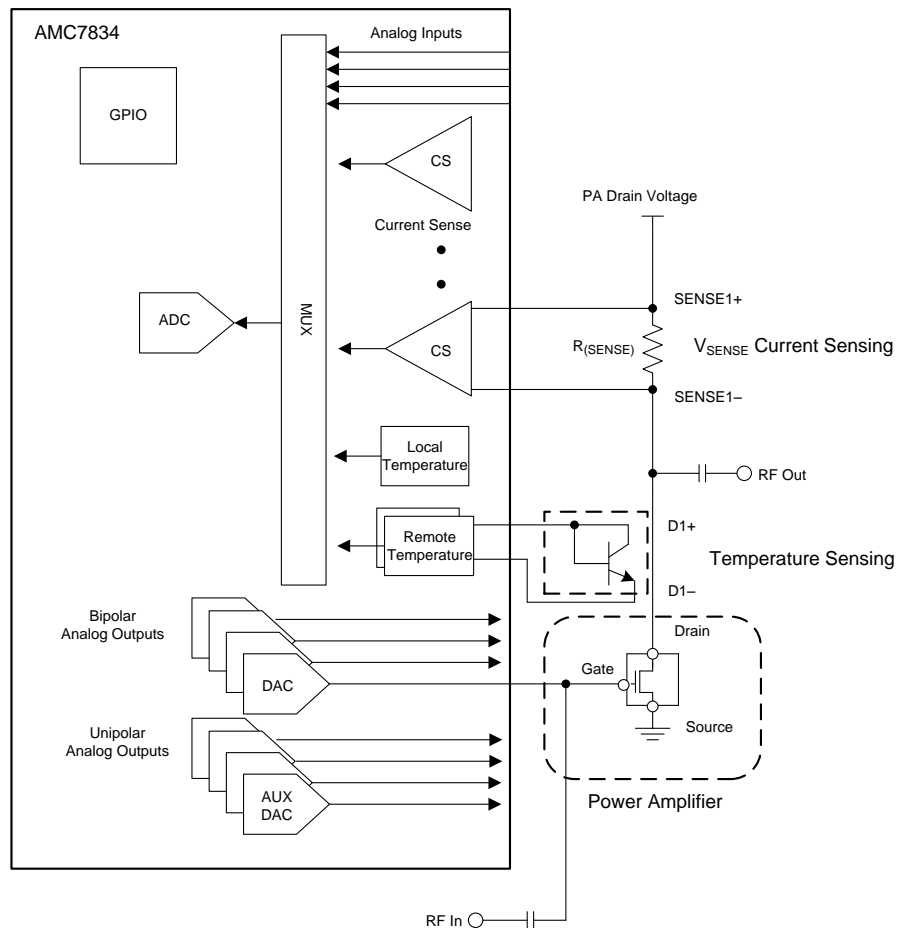 AMC7834
Analog Inputs
GPIO
CS
PA Drain Voltage
Current Sense
SENSE1+
ADC
MUX
CS
R(SENSE)
VSENSE Current Sensing
SENSE1–
Local
Temperature
RF Out
Remote
Temperature
D1+
Temperature Sensing
D1–
Bipolar
Analog Outputs
Drain
Gate
DAC
Source
Unipolar
Analog Outputs
AUX
DAC
Power Amplifier
RF In